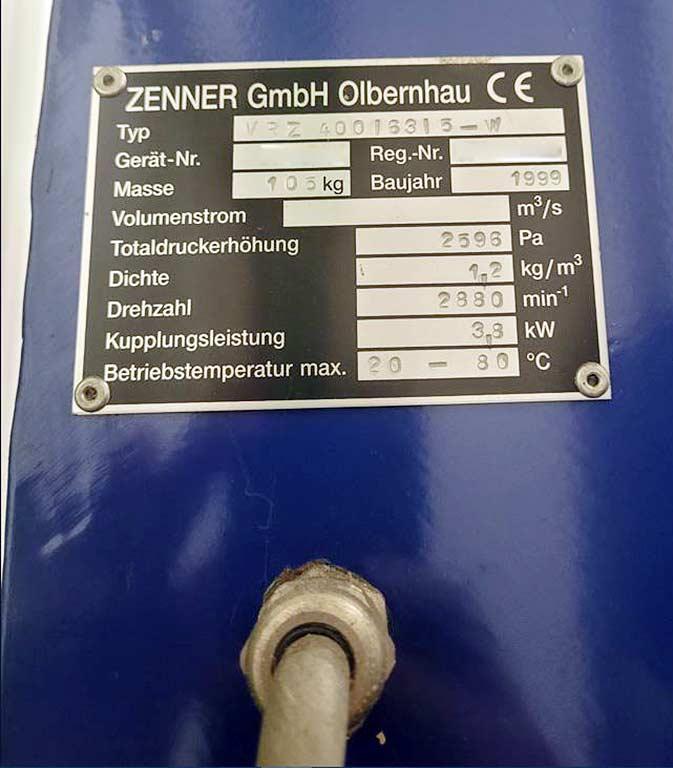 ZENNER GmbH Olbernhau CE
Typ VRZ 40016315-W
Gerät-Nr. Reg.-Nr.
Masse 105 kg Baujahr 1999
Volumenstrom m³/s
Totaldruckerhöhung 2596 Pa
Dichte 1,2 kg/m³
Drehzahl 2880 min⁻¹
Kupplungsleistung 3,8 kW
Betriebstemperatur max. 20 - 80 °C